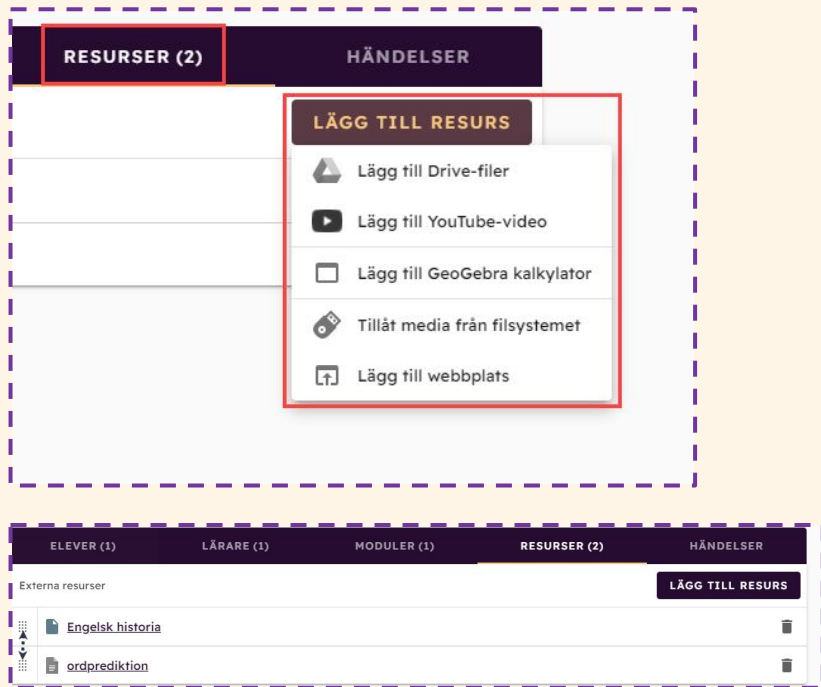 RESURSER (2) HÄNDELSER
LÄGG TILL RESURS
Lägg till Drive-filer
Lägg till YouTube-video
Lägg till GeoGebra kalkylator
Tillåt media från filsystemet
Lägg till webbplats
ELEVER (1) LÄRARE (1) MODULER (1) RESURSER (2) HÄNDELSER
Externa resurser LÄGG TILL RESURS
Engelsk historia
ordprediktion